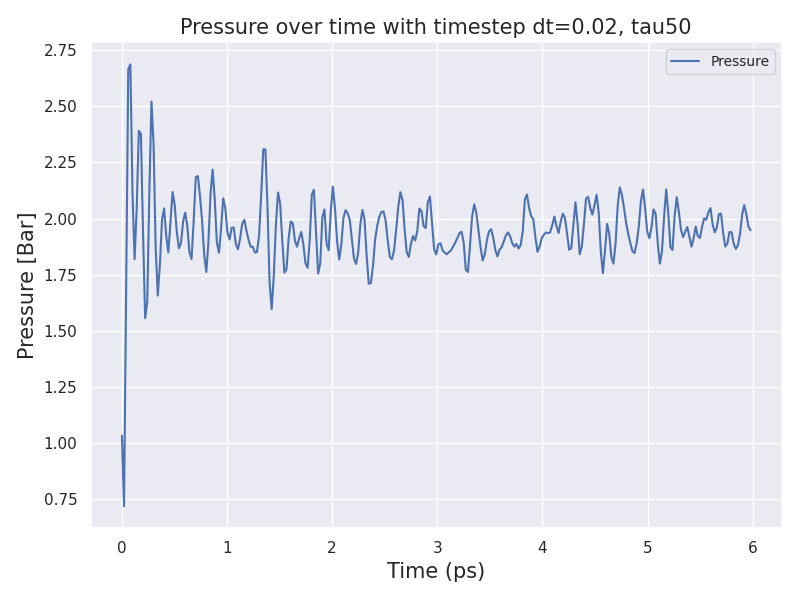 Pressure over time with timestep dt=0.02, tau50
Pressure
Pressure [Bar]
2.75
2.50
2.25
2.00
1.75
1.50
1.25
1.00
0.75
0 1 2 3 4 5 6
Time (ps)